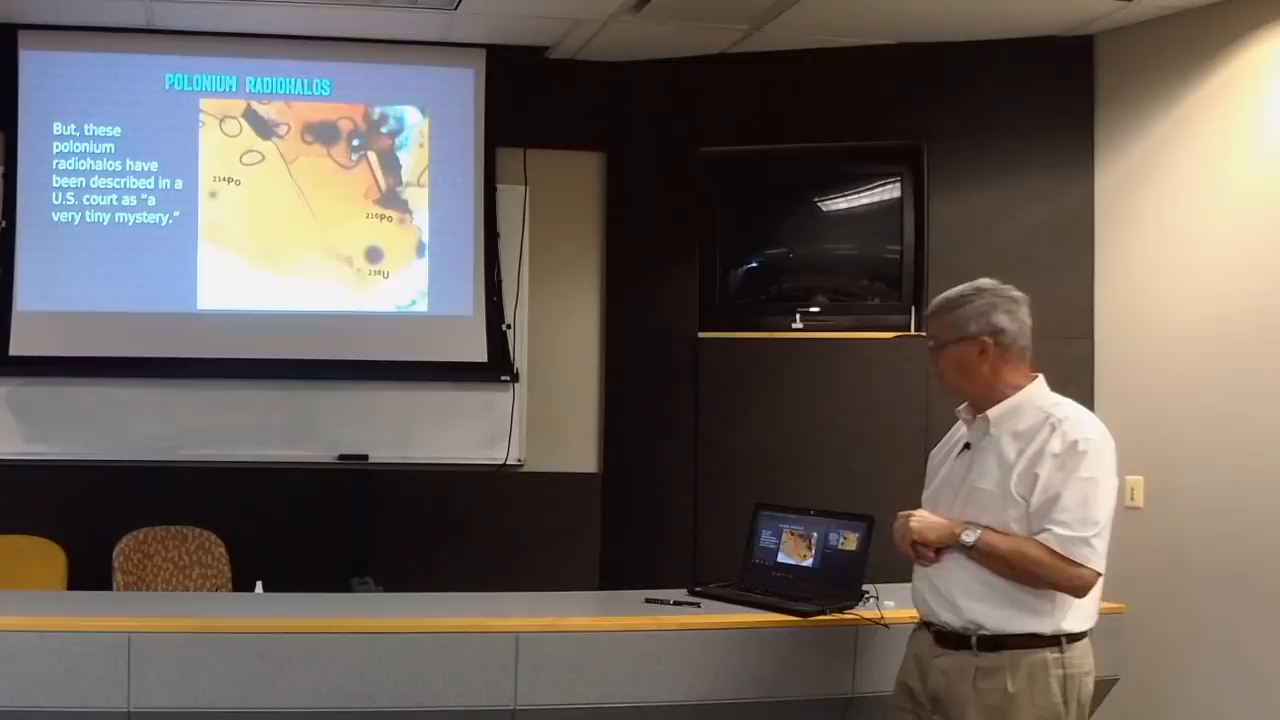 POLONIUM RADIOHALOS
But, these
polonium
radiohalos have
been described in a
U.S. court as "a
very tiny mystery."
²¹⁴Po
²¹⁰Po
²³⁸U